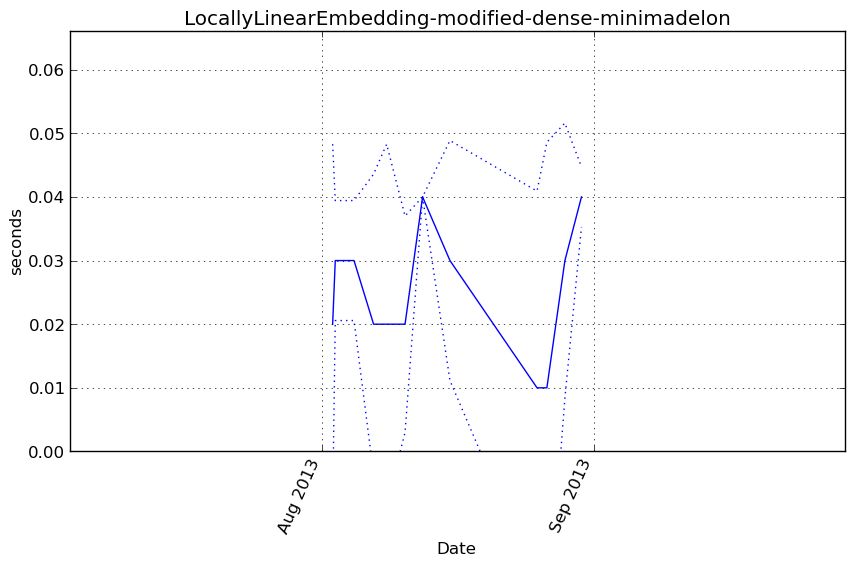 LocallyLinearEmbedding-modified-dense-minimadelon
0.06
0.05
0.04
0.03
0.02
0.01
0.00
seconds
Aug 2013
Sep 2013
Date